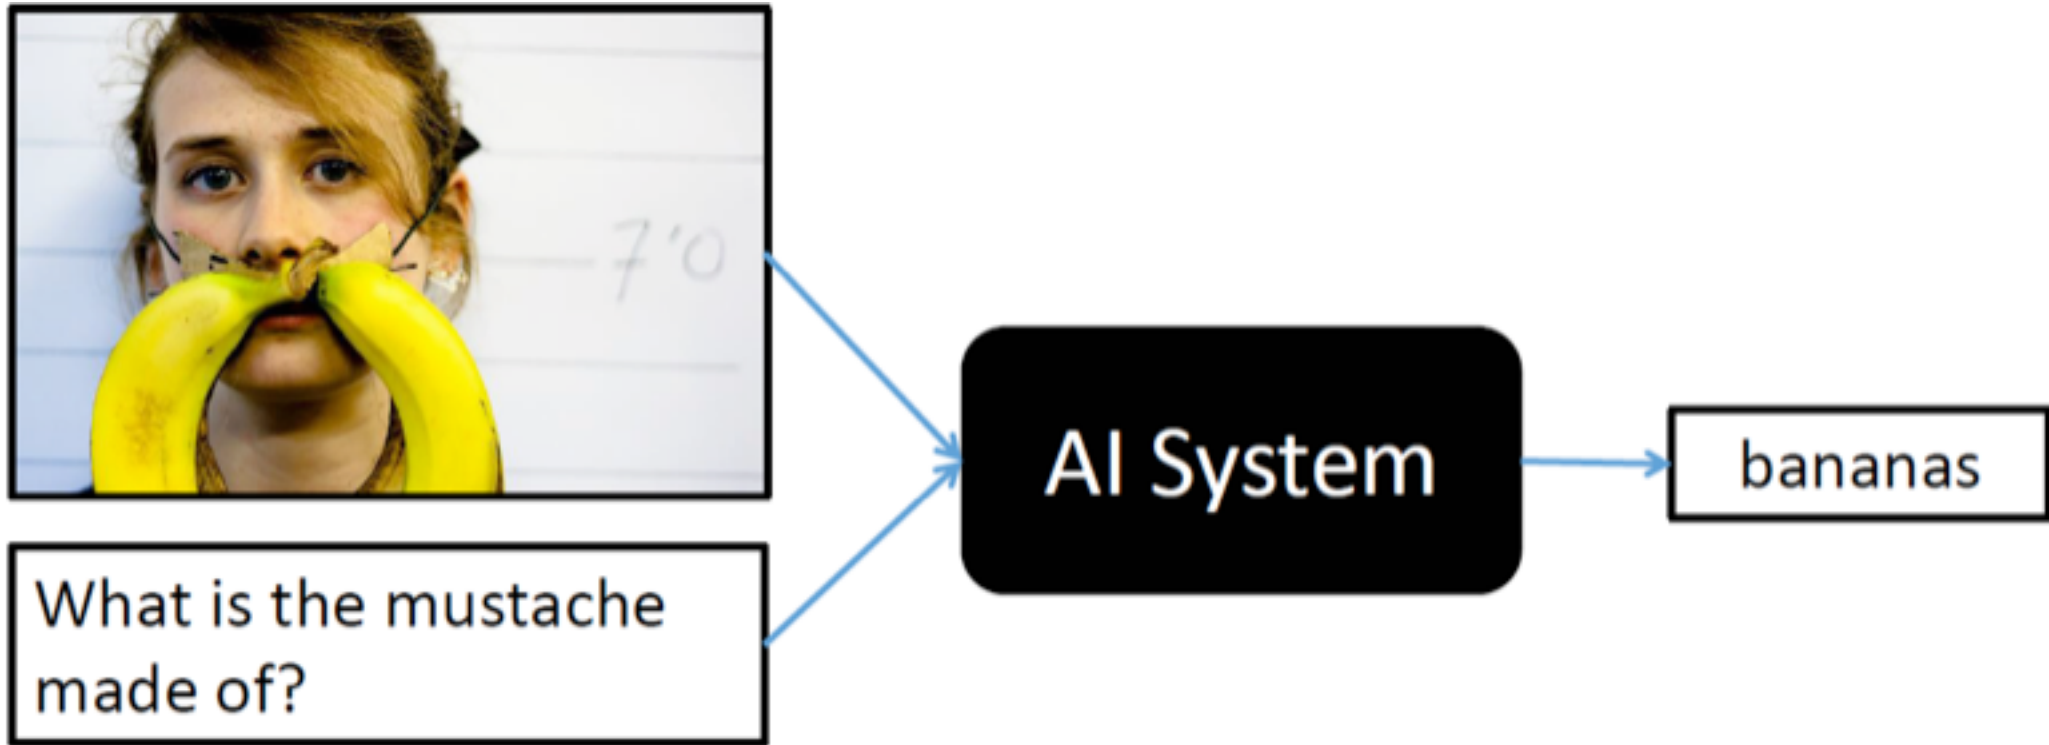 7'0
What is the mustache
made of?
AI System
bananas